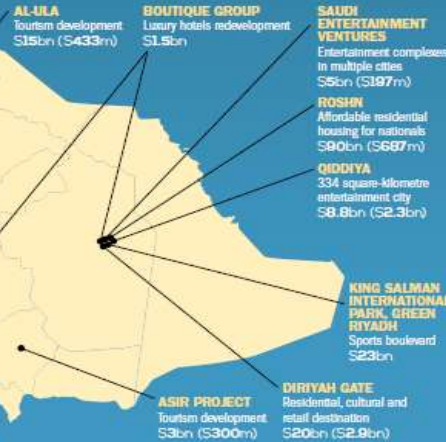 AL-ULA
Tourism development
$15bn ($433m)
BOUTIQUE GROUP
Luxury hotels redevelopment
$1.5bn
SAUDI
ENTERTAINMENT
VENTURES
Entertainment complexes
in multiple cities
$5bn ($197m)
ROSHN
Affordable residential
housing for nationals
$90bn ($687m)
QIDDIYA
334 square-kilometre
entertainment city
$8.8bn ($2.3bn)
KING SALMAN
INTERNATIONAL
PARK, GREEN
RIYADH
Sports boulevard
$23bn
DIRIYAH GATE
Residential, cultural and
retail destination
$20bn ($2.9bn)
ASIR PROJECT
Tourism development
$3bn ($300m)